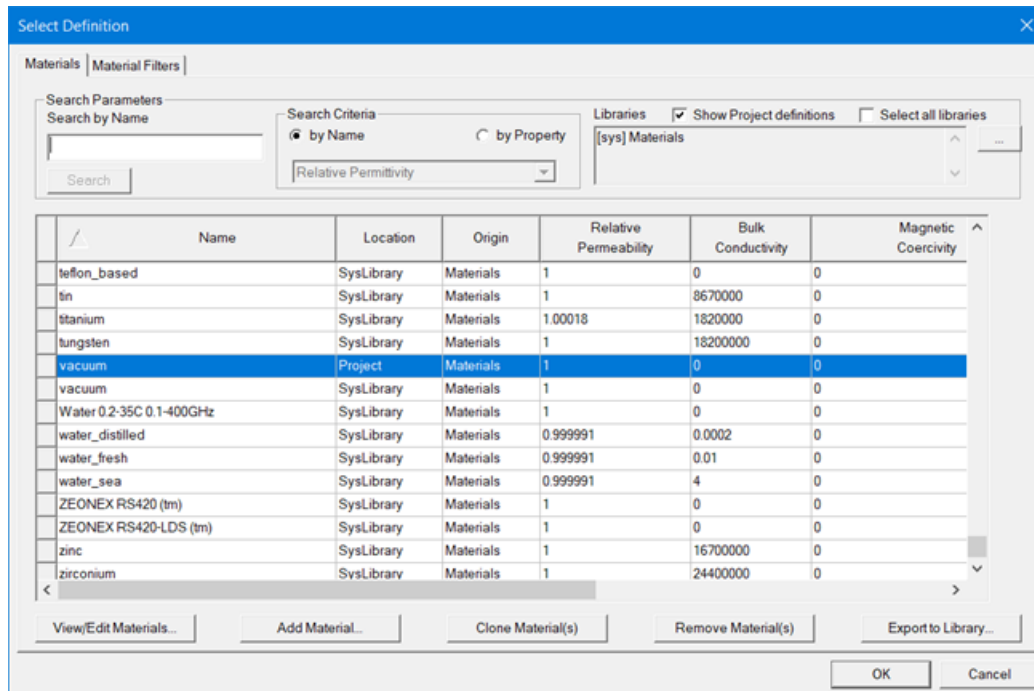 Select Definition
Materials Material Filters
Search Parameters
Search by Name
Search
Search Criteria
by Name by Property
Relative Permittivity
Libraries Show Project definitions Select all libraries
[sys] Materials
...
Name Location Origin Relative Permeability Bulk Conductivity Magnetic Coercivity
teflon_based SysLibrary Materials 1 0 0
tin SysLibrary Materials 1 8670000 0
titanium SysLibrary Materials 1.00018 1820000 0
tungsten SysLibrary Materials 1 18200000 0
vacuum Project Materials 1 0 0
vacuum SysLibrary Materials 1 0 0
Water 0.2-35C 0.1-400GHz SysLibrary Materials 1 0 0
water_distilled SysLibrary Materials 0.999991 0.0002 0
water_fresh SysLibrary Materials 0.999991 0.01 0
water_sea SysLibrary Materials 0.999991 4 0
ZEONEX RS420 (tm) SysLibrary Materials 1 0 0
ZEONEX RS420-LDS (tm) SysLibrary Materials 1 0 0
zinc SysLibrary Materials 1 16700000 0
zirconium SysLibrary Materials 1 24400000 0
View/Edit Materials... Add Material... Clone Material(s) Remove Material(s) Export to Library...
OK Cancel